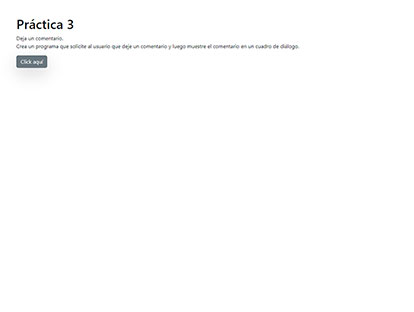 Práctica 3
Deja un comentario.
Crea un programa que solicite al usuario que deje un comentario y luego muestre el comentario en un cuadro de dialogo.
Click aquí